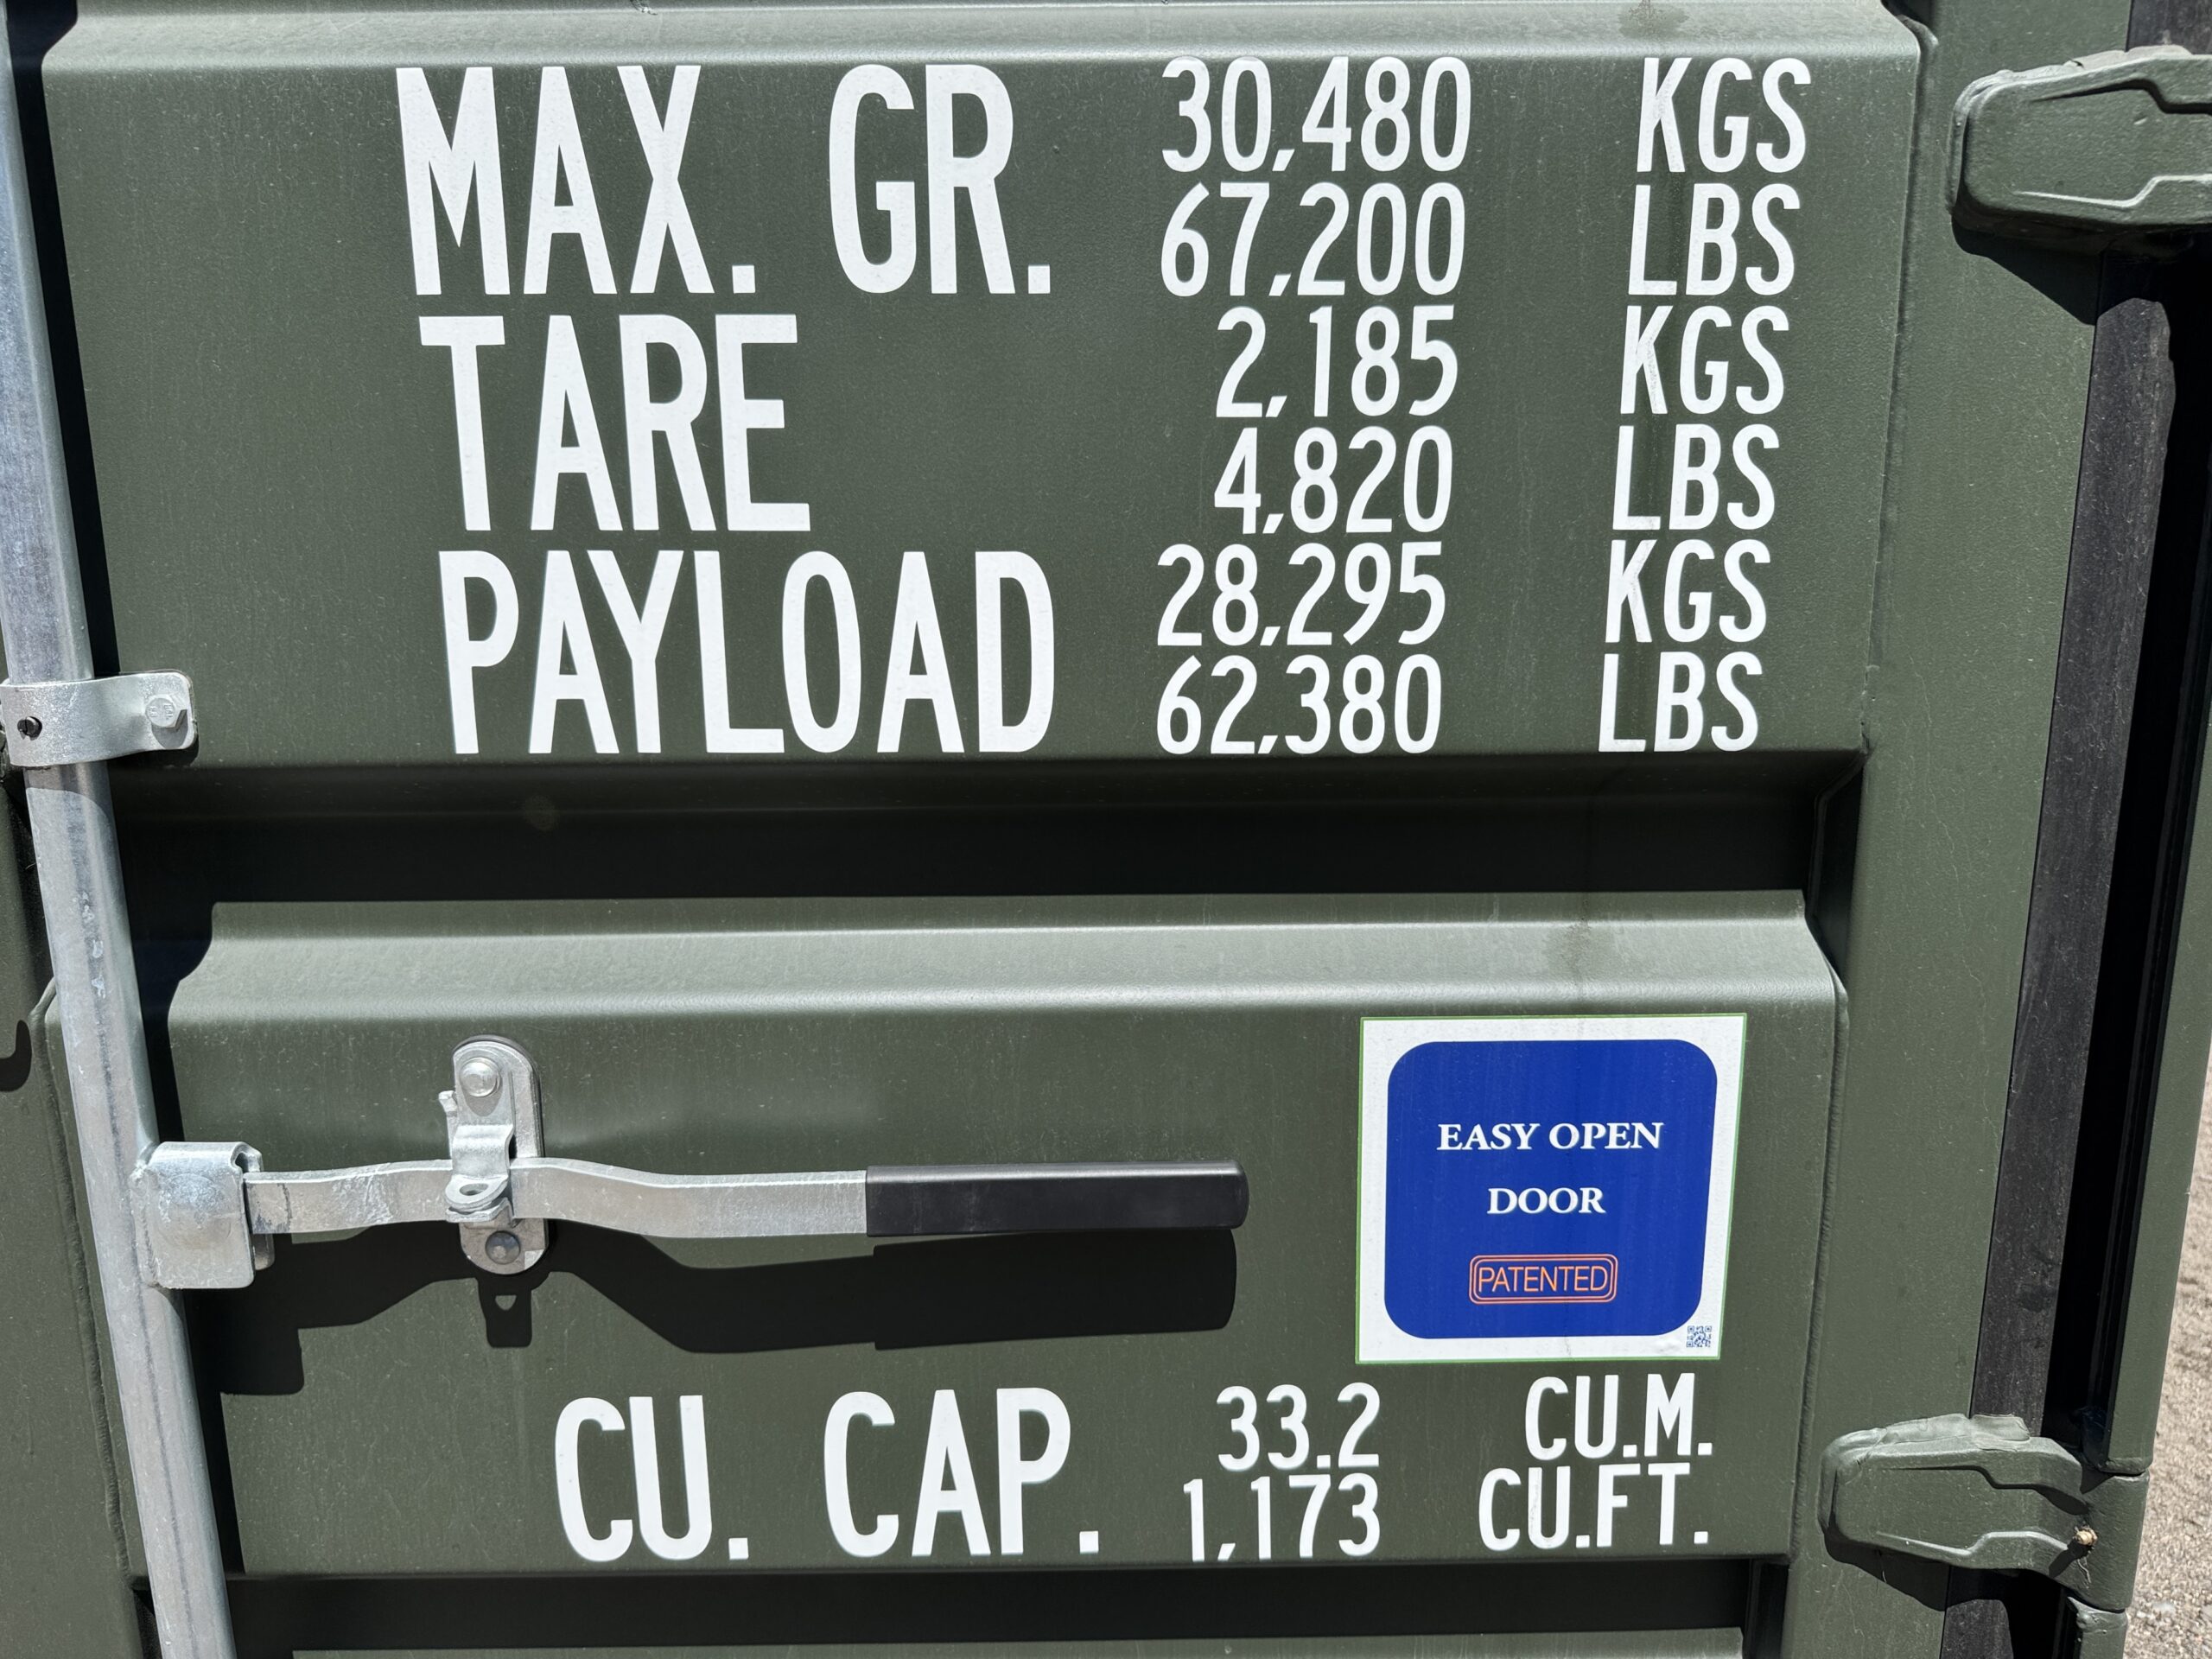 MAX. GR. 30,480 KGS
67,200 LBS
TARE 2,185 KGS
4,820 LBS
PAYLOAD 28,295 KGS
62,380 LBS
EASY OPEN
DOOR
PATENTED
CU. CAP. 33.2 CU.M.
1,173 CU.FT.